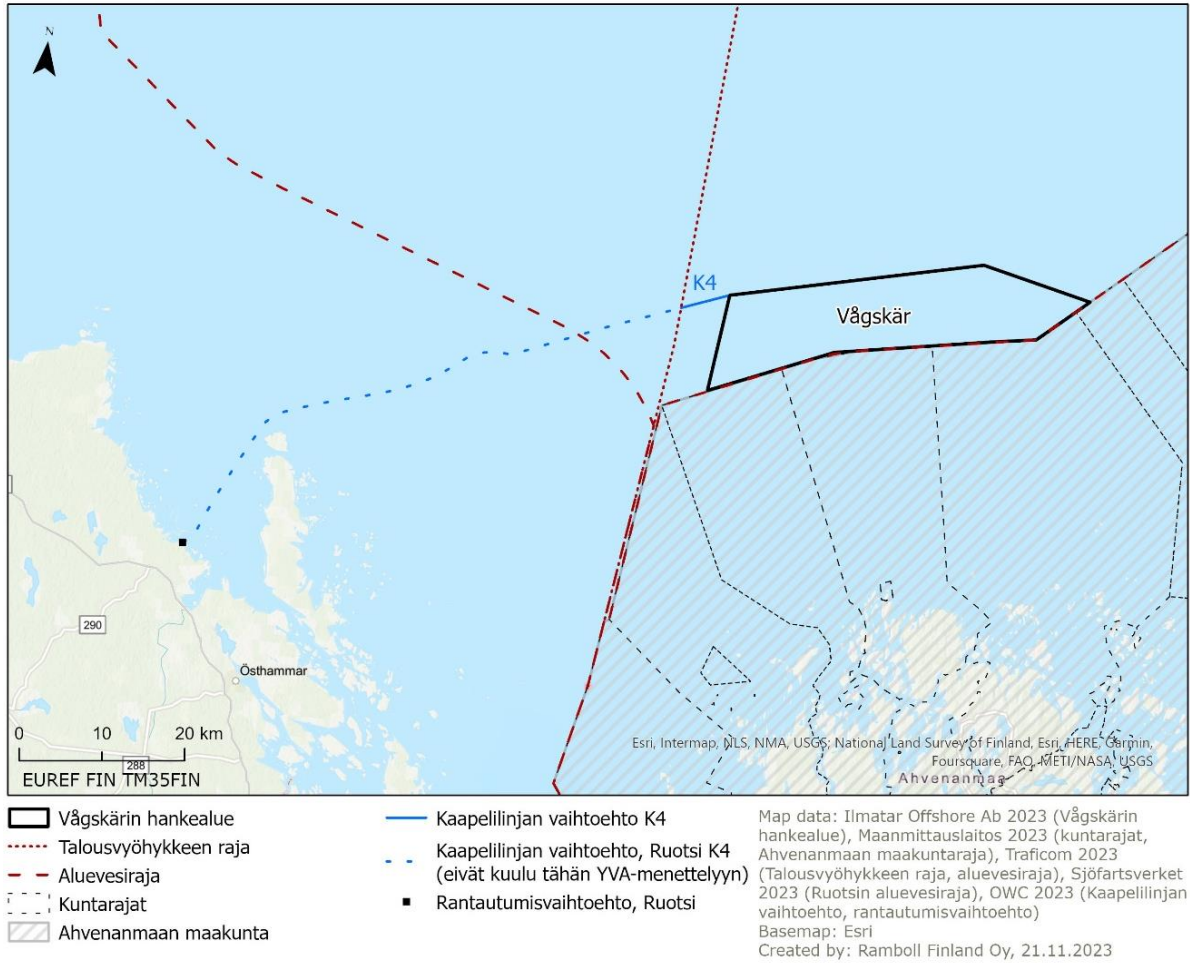 N
K4
Vågskär
290
Östhammar
0 10 20 km
288
EUREF FIN TM35FIN
Esri, Intermap, NLS, NMA, USGS; National Land Survey of Finland, Esri, HERE, Garmin,
Foursquare, FAO, METI/NASA, USGS
Ahvenanmaa
Vågskärin hankealue
Talousvyöhykkeen raja
Aluevesiraja
Kuntarajat
Ahvenanmaan maakunta
Kaapelilinjan vaihtoehto K4
Kaapelilinjan vaihtoehto, Ruotsi K4
(eivät kuulu tähän YVA-menettelyyn)
Rantautumisvaihtoehto, Ruotsi
Map data: Ilmatar Offshore Ab 2023 (Vågskärin
hankealue), Maanmittauslaitos 2023 (kuntarajat,
Ahvenanmaan maakuntaraja), Traficom 2023
(Talousvyöhykkeen raja, aluevesiraja), Sjöfartsverket
2023 (Ruotsin aluevesiraja), OWC 2023 (Kaapelilinjan
vaihtoehto, rantautumisvaihtoehto)
Basemap: Esri
Created by: Ramboll Finland Oy, 21.11.2023